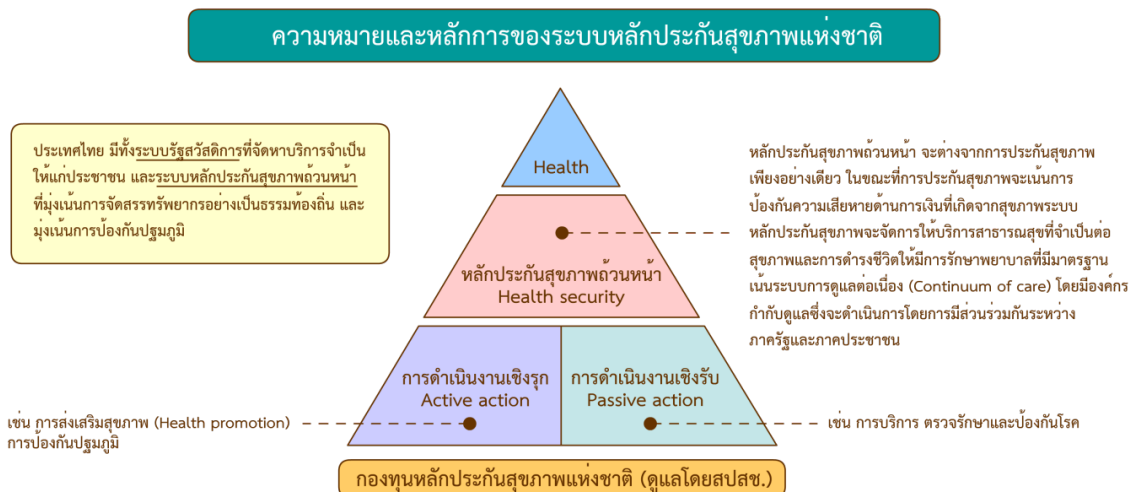 ความหมายและหลักการของระบบหลักประกันสุขภาพแห่งชาติ
ประเทศไทย มีทั้งระบบรัฐสวัสดิการที่จัดหาบริการจำเป็น
ให้แก่ประชาชน และระบบหลักประกันสุขภาพถ้วนหน้า
ที่มุ่งเน้นการจัดสรรทรัพยากรอย่างเป็นธรรมท้องถิ่น และ
มุ่งเน้นการป้องกันปฐมภูมิ
Health
หลักประกันสุขภาพถ้วนหน้า
Health security
หลักประกันสุขภาพถ้วนหน้า จะต่างจากการประกันสุขภาพ
เพียงอย่างเดียว ในขณะที่การประกันสุขภาพจะเน้นการ
ป้องกันความเสียหายด้านการเงินที่เกิดจากสุขภาพระบบ
หลักประกันสุขภาพจะจัดการให้บริการสาธารณสุขที่จำเป็นต่อ
สุขภาพและการดำรงชีวิตให้มีการรักษาพยาบาลที่มีมาตรฐาน
เน้นระบบการดูแลต่อเนื่อง (Continuum of care) โดยมีองค์กร
กำกับดูแลซึ่งจะดำเนินการโดยการมีส่วนร่วมกันระหว่าง
ภาครัฐและภาคประชาชน
การดำเนินงานเชิงรุก
Active action
การดำเนินงานเชิงรับ
Passive action
เช่น การส่งเสริมสุขภาพ (Health promotion)
การป้องกันปฐมภูมิ
เช่น การบริการ ตรวจรักษาและป้องกันโรค
กองทุนหลักประกันสุขภาพแห่งชาติ (ดูแลโดยสปสช.)